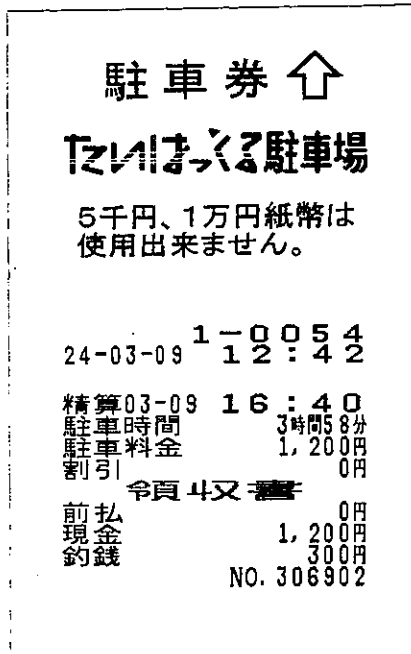 駐車券⇧
たいはっくる駐車場
5千円、1万円紙幣は
使用出来ません。
1-0054
24-03-09 12:42
精算03-09 16:40
駐車時間 3時間58分
駐車料金 1,200円
割引 0円
領収書
前払 0円
現金 1,200円
釣銭 300円
NO.306902